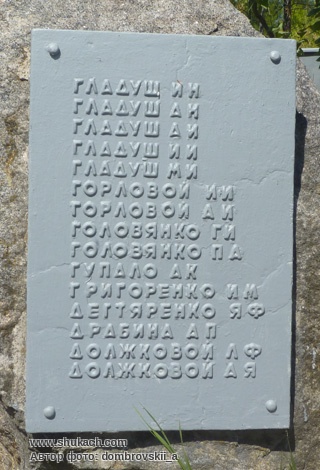 ГЛАДУЩ И Н
ГЛАДУШ А Н
ГЛАДУШ А И
ГЛАДУШ И И
ГЛАДУШ М И
ГОРЛОВОЙ И И
ГОРЛОВОЙ А И
ГОЛОВЯНКО Г И
ГОЛОВЯНКО П А
ГУПАЛО А К
ГРИГОРЕНКО И М
ДЕГТЯРЕНКО Я Ф
ДРАБИНА А П
ДОЛЖКОВОЙ Л Ф
ДОЛЖКОВОЙ А Я
www.shukach.com
Автор фото: dombrovskii_a